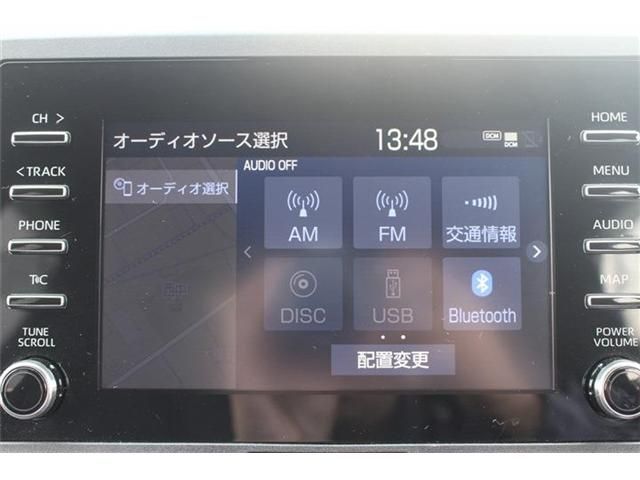 CH >
< TRACK
PHONE
T C
TUNE
SCROLL
オーディオソース選択
13:48
DCM
DCM
AUDIO OFF
オーディオ選択
AM
FM
交通情報
DISC
USB
Bluetooth
配置変更
HOME
MENU
AUDIO
MAP
POWER
VOLUME